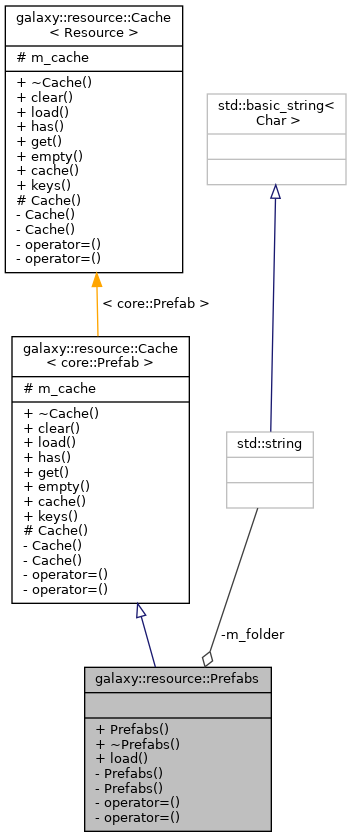 galaxy::resource::Cache
< Resource >
# m_cache
+ ~Cache()
+ clear()
+ load()
+ has()
+ get()
+ empty()
+ cache()
+ keys()
# Cache()
- Cache()
- Cache()
- operator=()
- operator=()
std::basic_string<
Char >
< core::Prefab >
galaxy::resource::Cache
< core::Prefab >
# m_cache
+ ~Cache()
+ clear()
+ load()
+ has()
+ get()
+ empty()
+ cache()
+ keys()
# Cache()
- Cache()
- Cache()
- operator=()
- operator=()
std::string
-m_folder
galaxy::resource::Prefabs
+ Prefabs()
+ ~Prefabs()
+ load()
- Prefabs()
- Prefabs()
- operator=()
- operator=()